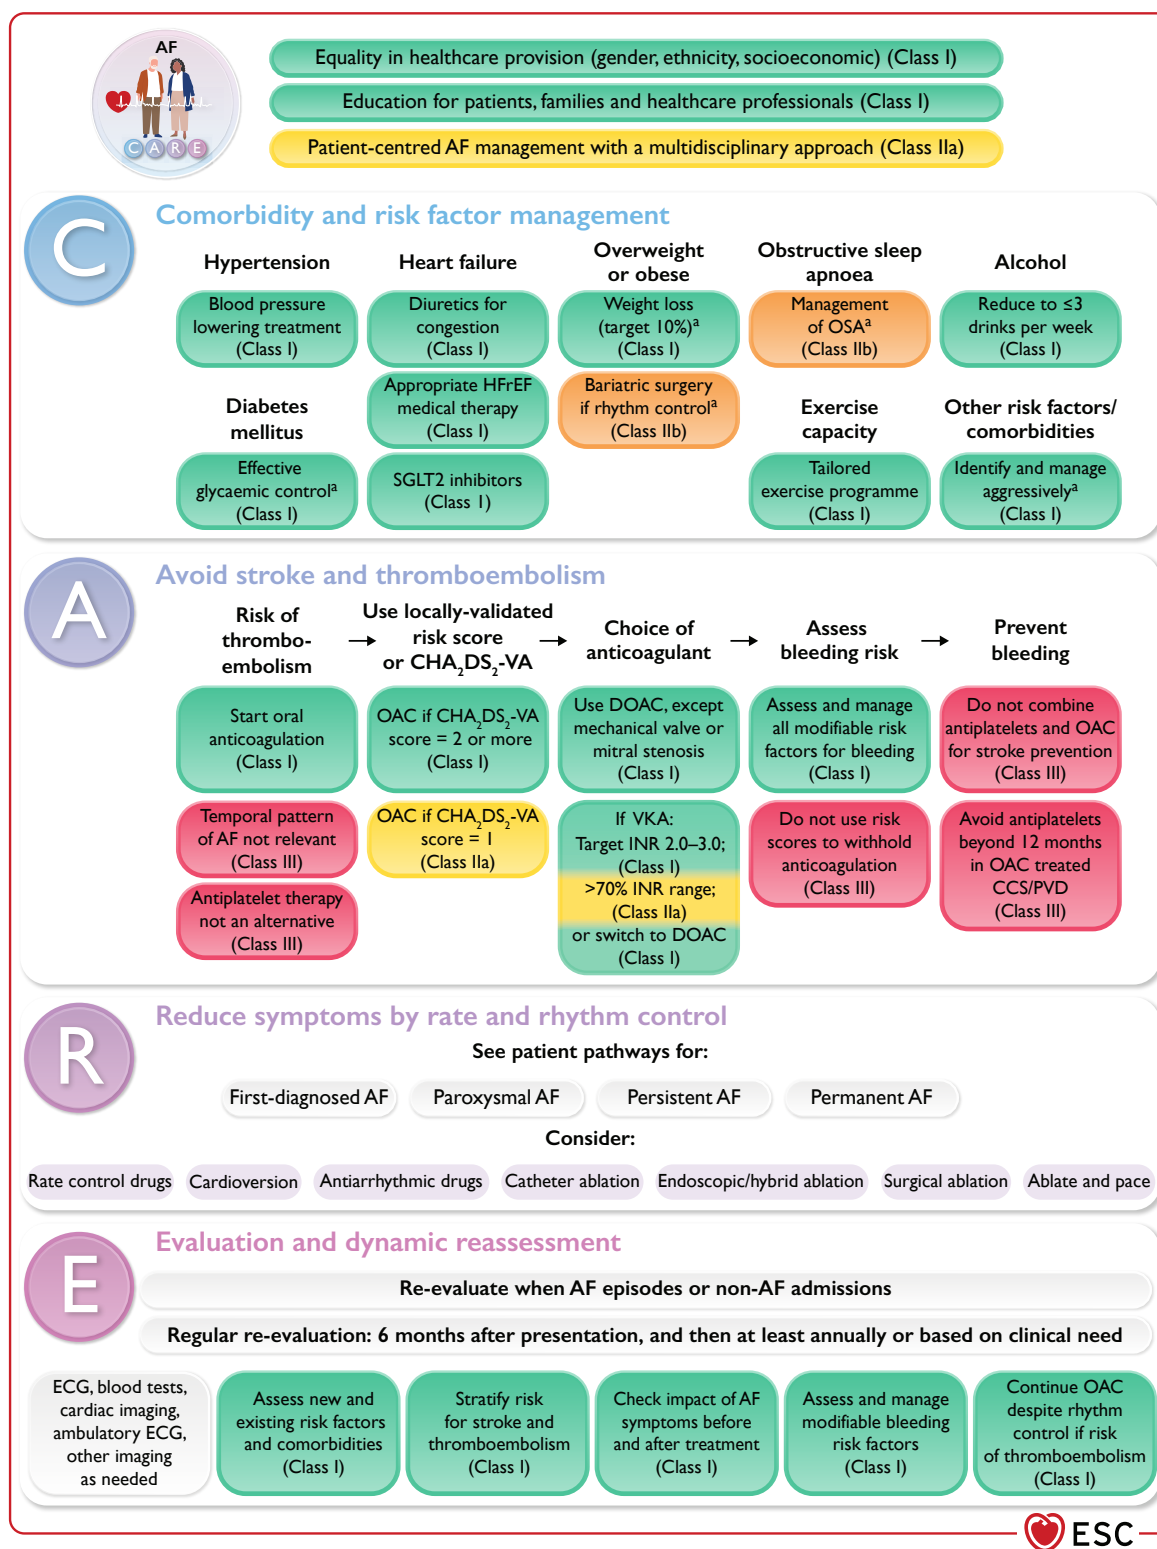 AF
C A R E
Equality in healthcare provision (gender, ethnicity, socioeconomic) (Class I)
Education for patients, families and healthcare professionals (Class I)
Patient-centred AF management with a multidisciplinary approach (Class IIa)
C
Comorbidity and risk factor management
Hypertension
Blood pressure
lowering treatment
(Class I)
Diabetes
mellitus
Effective
glycaemic controlᵃ
(Class I)
Heart failure
Diuretics for
congestion
(Class I)
Appropriate HFrEF
medical therapy
(Class I)
SGLT2 inhibitors
(Class 1)
Overweight
or obese
Weight loss
(target 10%)ᵃ
(Class I)
Bariatric surgery
if rhythm controlᵃ
(Class IIb)
Obstructive sleep
apnoea
Management
of OSAᵃ
(Class IIb)
Exercise
capacity
Tailored
exercise programme
(Class I)
Alcohol
Reduce to ≤3
drinks per week
(Class I)
Other risk factors/
comorbidities
Identify and manage
aggressivelyᵃ
(Class I)
A
Avoid stroke and thromboembolism
Risk of
thrombo-
embolism
Start oral
anticoagulation
(Class I)
Temporal pattern
of AF not relevant
(Class III)
Antiplatelet therapy
not an alternative
(Class III)
Use locally-validated
risk score
or CHA₂DS₂-VA
OAC if CHA₂DS₂-VA
score = 2 or more
(Class I)
OAC if CHA₂DS₂-VA
score = 1
(Class IIa)
Choice of
anticoagulant
Use DOAC, except
mechanical valve or
mitral stenosis
(Class I)
If VKA:
Target INR 2.0–3.0;
(Class I)
>70% INR range;
(Class IIa)
or switch to DOAC
(Class I)
Assess
bleeding risk
Assess and manage
all modifiable risk
factors for bleeding
(Class I)
Do not use risk
scores to withhold
anticoagulation
(Class III)
Prevent
bleeding
Do not combine
antiplatelets and OAC
for stroke prevention
(Class III)
Avoid antiplatelets
beyond 12 months
in OAC treated
CCS/PVD
(Class III)
R
Reduce symptoms by rate and rhythm control
See patient pathways for:
First-diagnosed AF
Paroxysmal AF
Persistent AF
Permanent AF
Consider:
Rate control drugs
Cardioversion
Antiarrhythmic drugs
Catheter ablation
Endoscopic/hybrid ablation
Surgical ablation
Ablate and pace
E
Evaluation and dynamic reassessment
Re-evaluate when AF episodes or non-AF admissions
Regular re-evaluation: 6 months after presentation, and then at least annually or based on clinical need
ECG, blood tests,
cardiac imaging,
ambulatory ECG,
other imaging
as needed
Assess new and
existing risk factors
and comorbidities
(Class I)
Stratify risk
for stroke and
thromboembolism
(Class I)
Check impact of AF
symptoms before
and after treatment
(Class I)
Assess and manage
modifiable bleeding
risk factors
(Class I)
Continue OAC
despite rhythm
control if risk
of thromboembolism
(Class I)
ESC